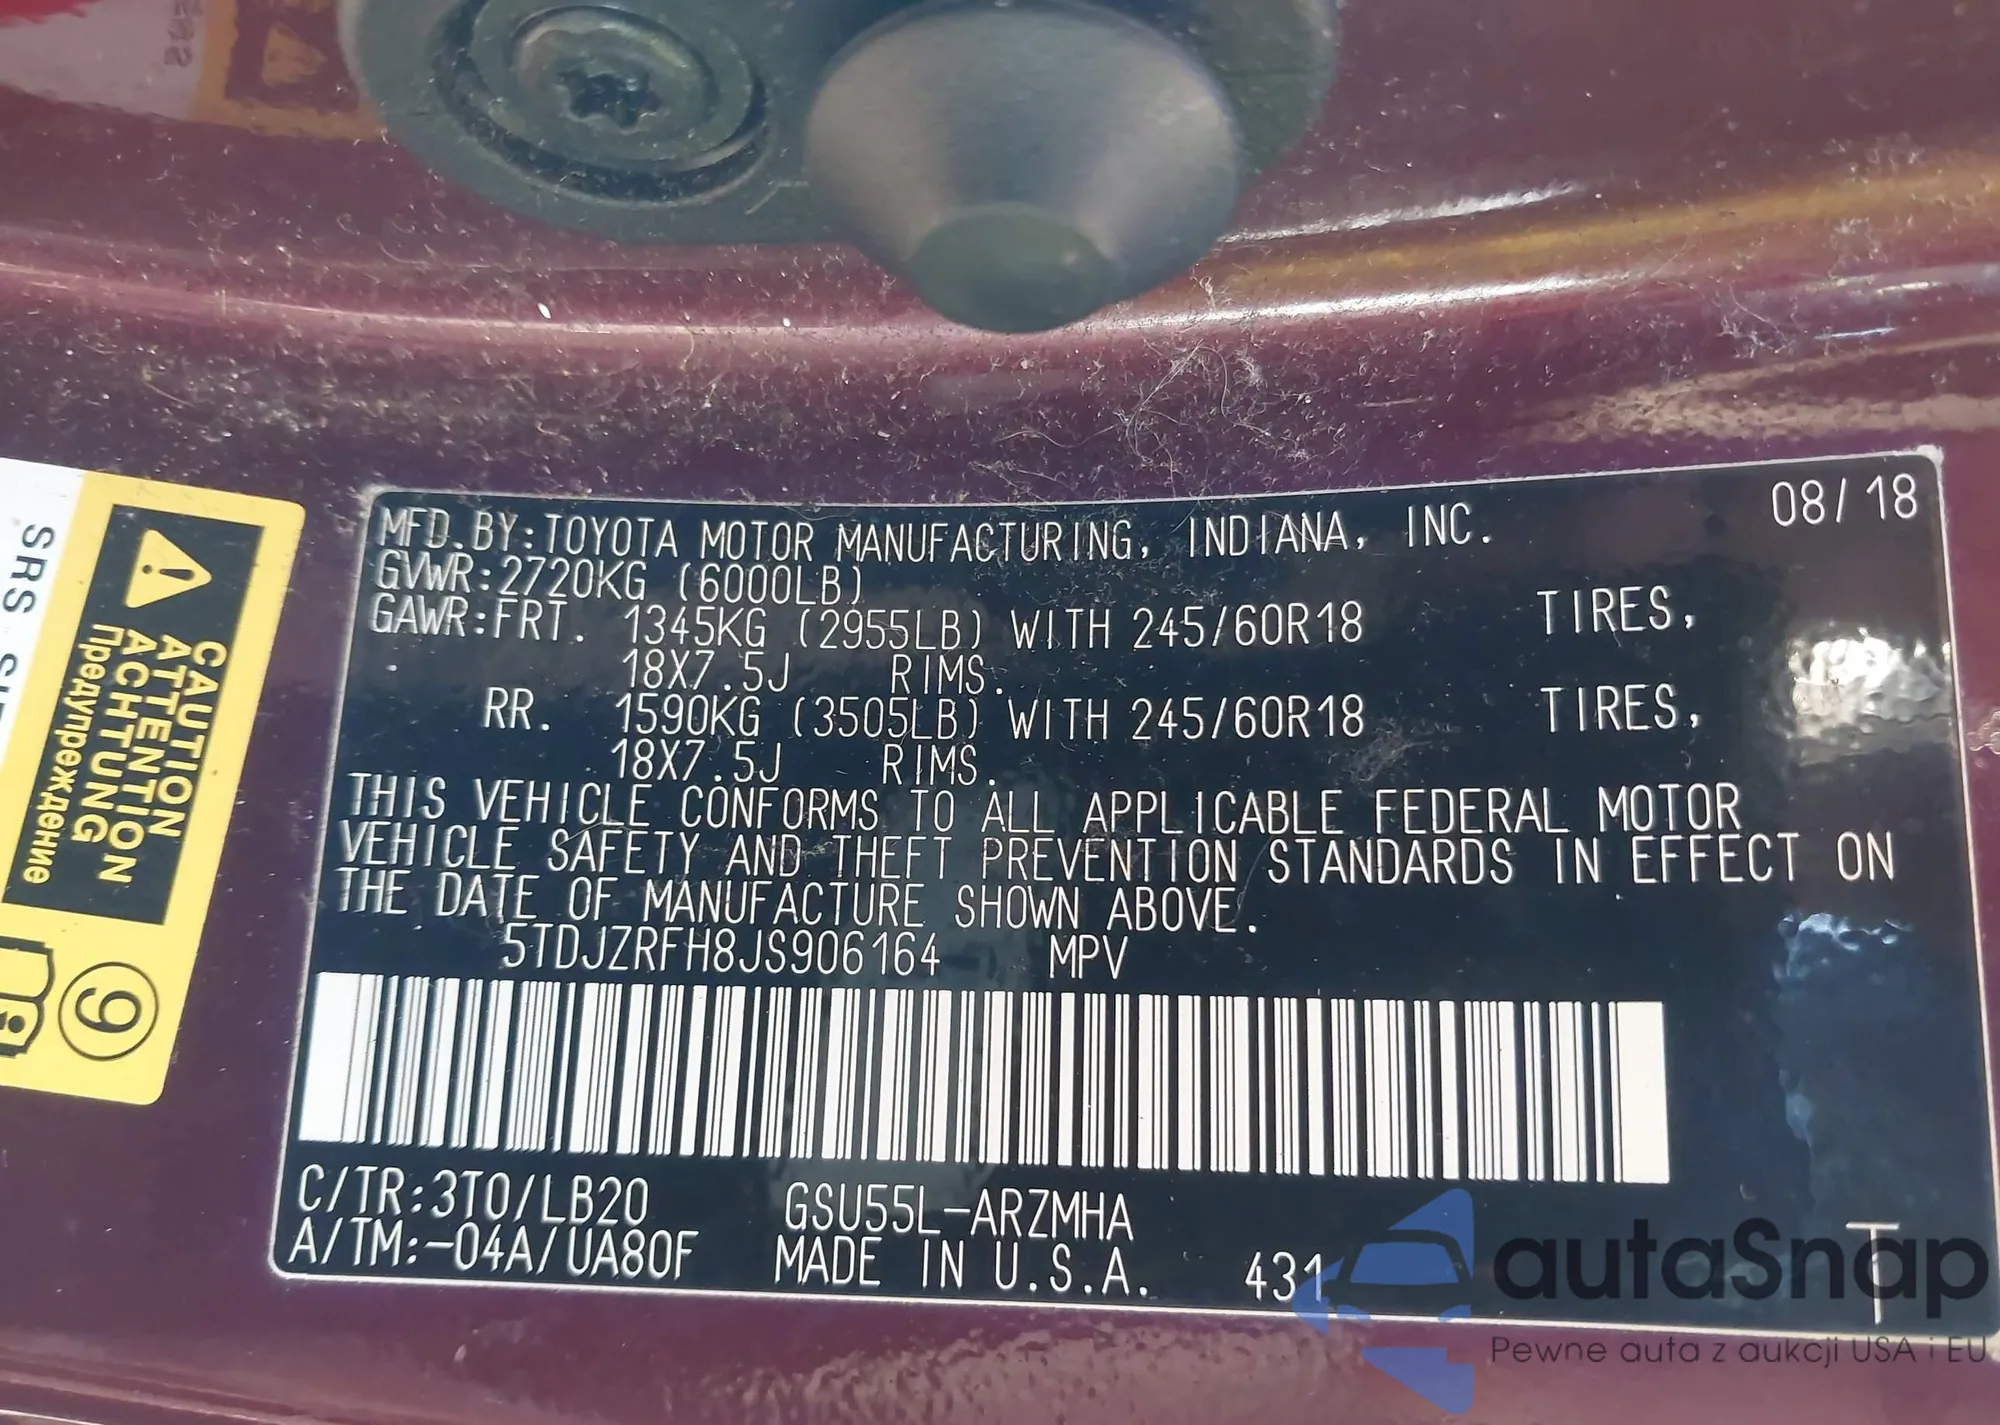 MFD.BY:TOYOTA MOTOR MANUFACTURING, INDIANA, INC. 08/18
GVWR:2720KG (6000LB)
GAWR:FRT. 1345KG (2955LB) WITH 245/60R18 TIRES,
18X7.5J RIMS.
RR. 1590KG (3505LB) WITH 245/60R18 TIRES,
18X7.5J RIMS.
THIS VEHICLE CONFORMS TO ALL APPLICABLE FEDERAL MOTOR
VEHICLE SAFETY AND THEFT PREVENTION STANDARDS IN EFFECT ON
THE DATE OF MANUFACTURE SHOWN ABOVE.
5TDJZRFH8JS906164 MPV
C/TR:3T0/LB20 GSU55L-ARZMHA
A/TM:-04A/UA80F MADE IN U.S.A. 431 T
SRS
CAUTION
ATTENTION
ACHTUNG
Предупреждение
autaSnap
Pewne auta z aukcji USA i EU